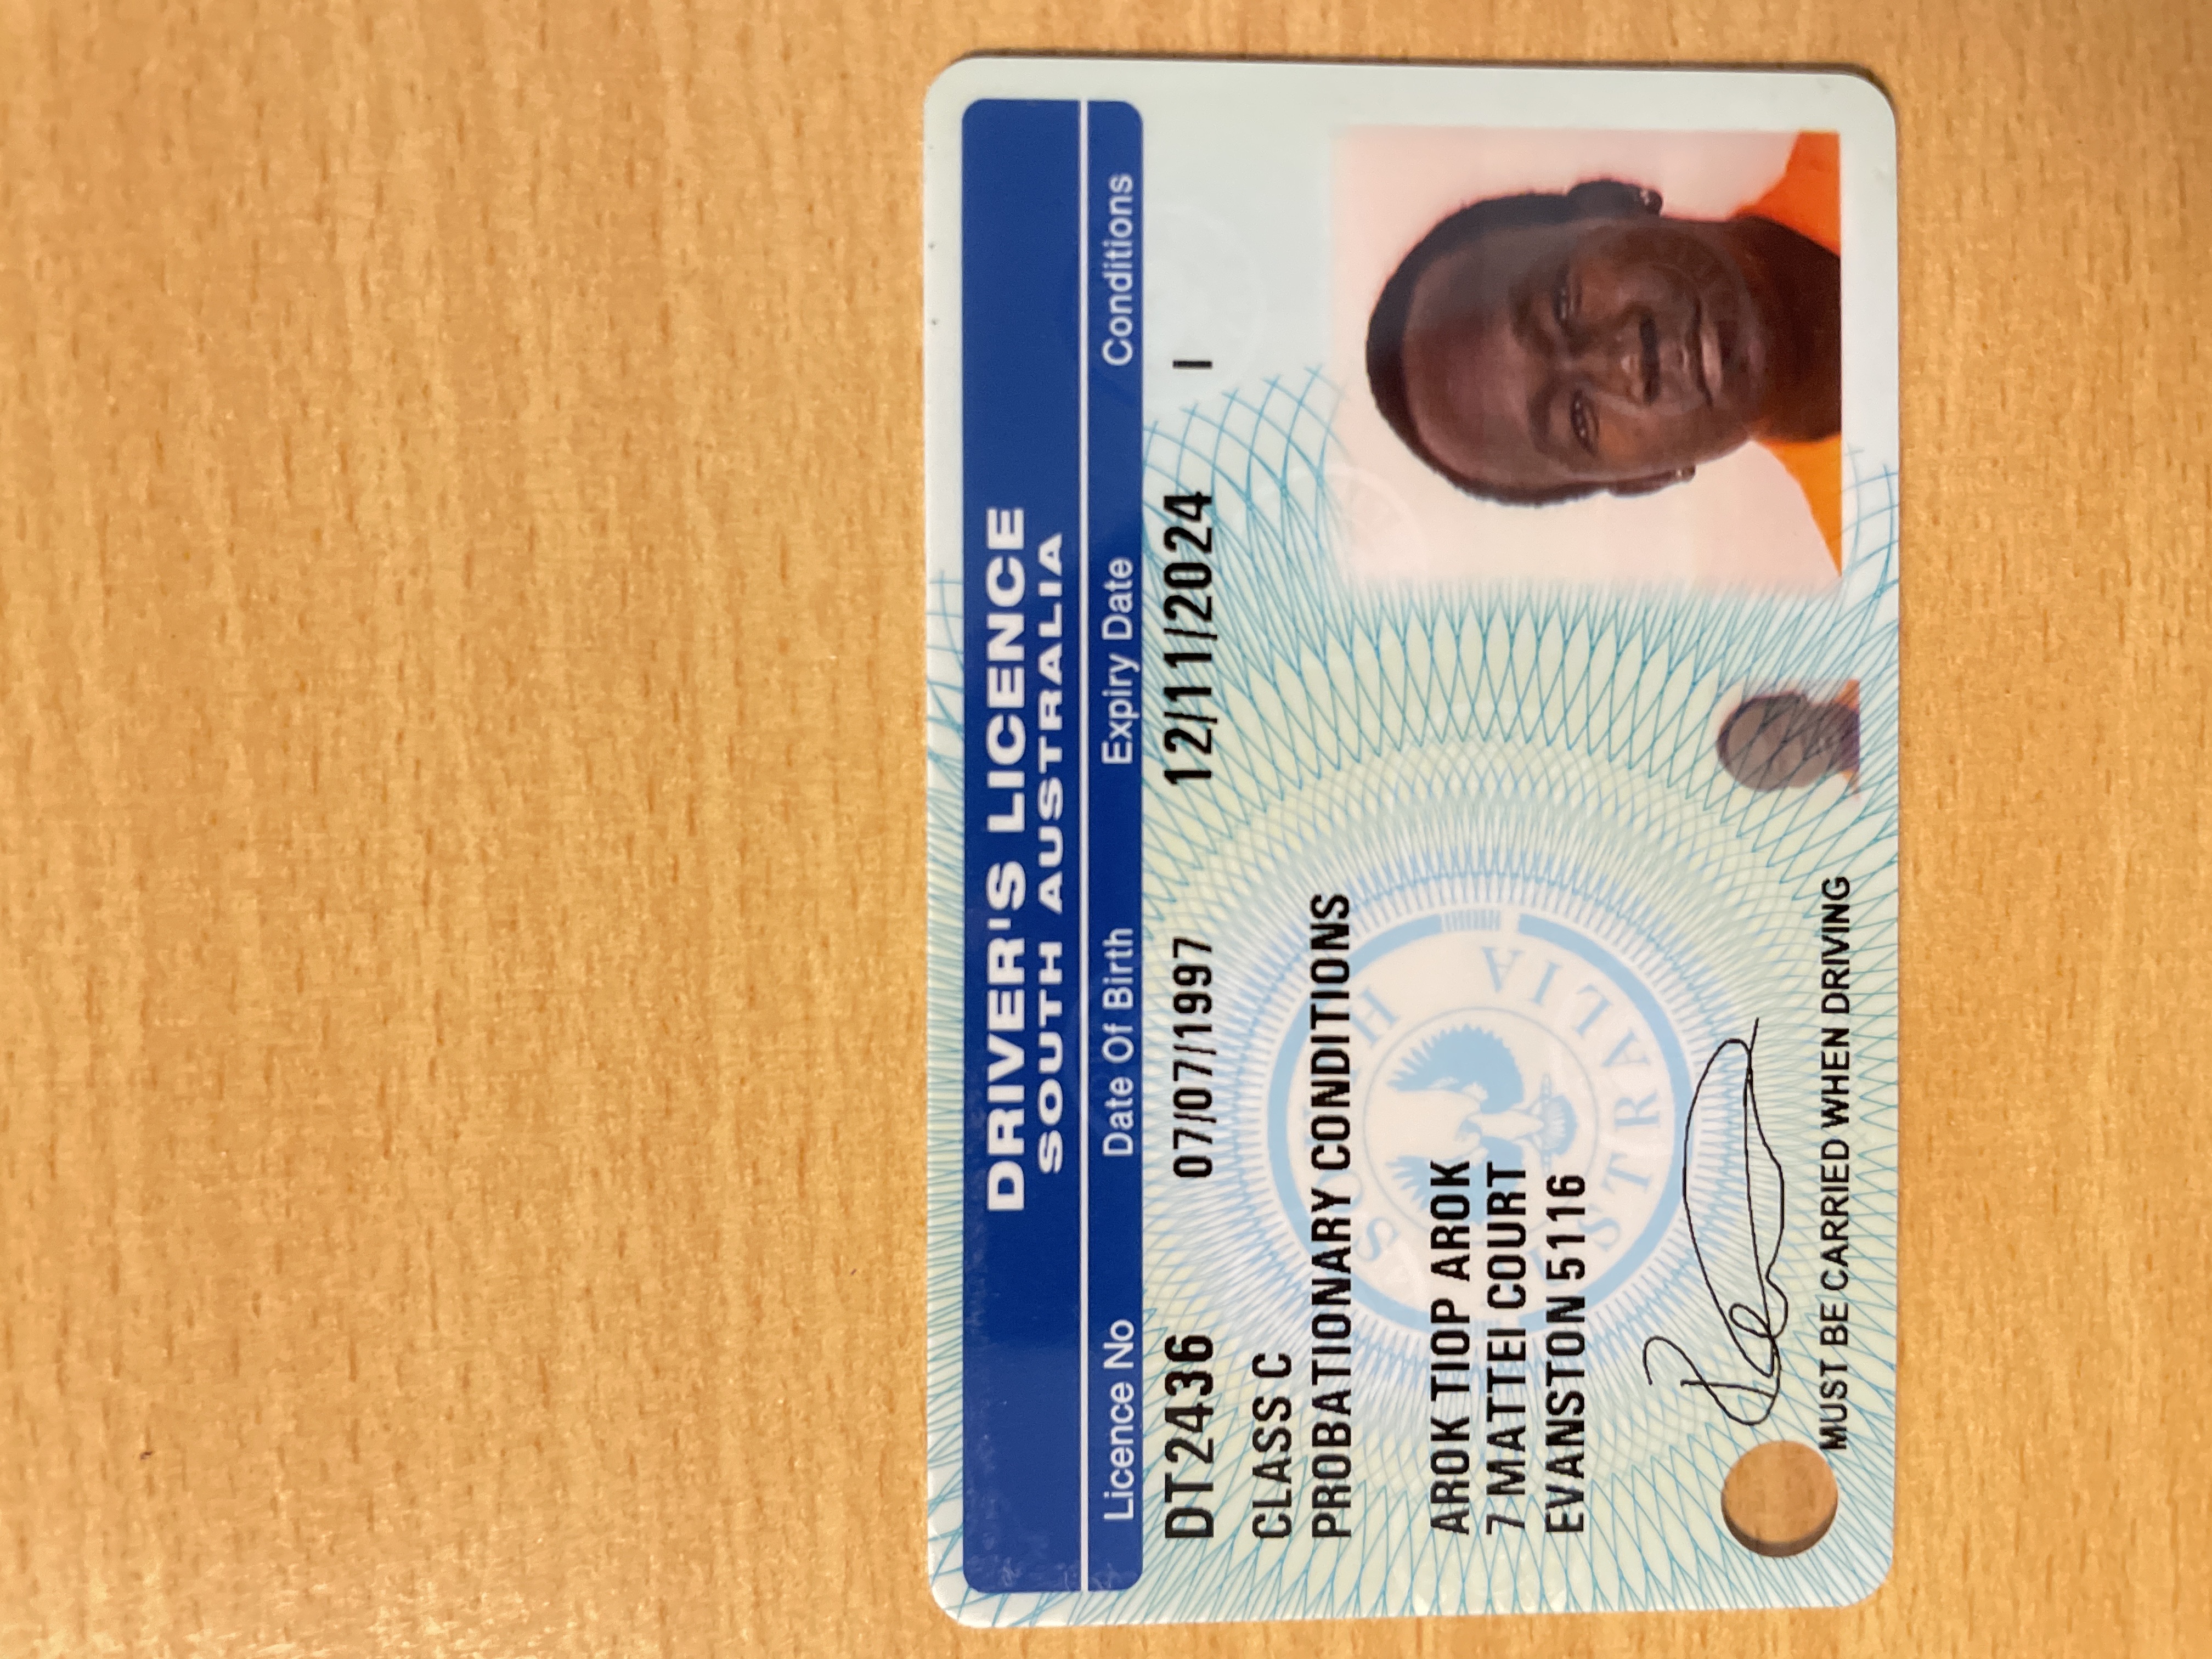 DRIVER'S LICENCE
SOUTH AUSTRALIA
Licence No Date Of Birth Expiry Date Conditions
DT2436 07/07/1997 12/11/2024 I
CLASS C
PROBATIONARY CONDITIONS
AROK TIOP AROK
7 MATTEI COURT
EVANSTON 5116
SOUTH
AUSTRALIA
MUST BE CARRIED WHEN DRIVING